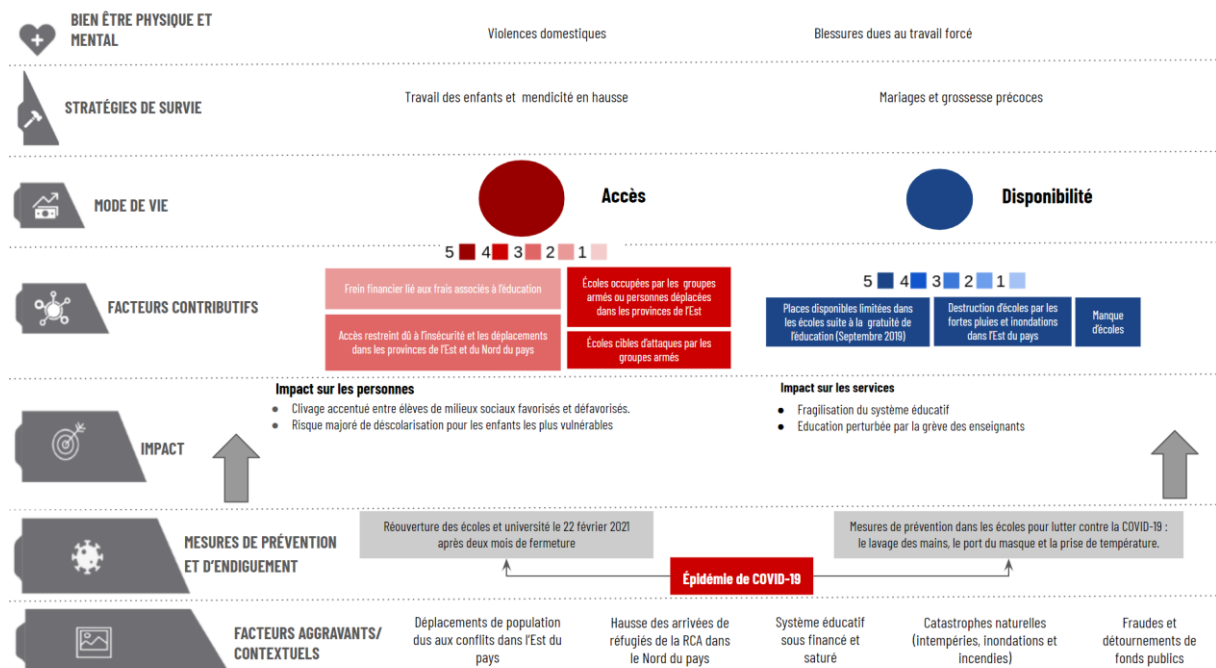 BIEN ÊTRE PHYSIQUE ET
MENTAL
Violences domestiques
Blessures dues au travail forcé
STRATÉGIES DE SURVIE
Travail des enfants et mendicité en hausse
Mariages et grossesse précoces
MODE DE VIE
Accès
Disponibilité
5 4 3 2 1
FACTEURS CONTRIBUTIFS
Frein financier lié aux frais associés à l'éducation
Accès restreint dû à l'insécurité et les déplacements
dans les provinces de l'Est et du Nord du pays
Écoles occupées par les groupes
armés ou personnes déplacées
dans les provinces de l'Est
Écoles cibles d'attaques par les
groupes armés
5 4 3 2 1
Places disponibles limitées dans
les écoles suite à la gratuité de
l'éducation (Septembre 2019)
Destruction d'écoles par les
fortes pluies et inondations
dans l'Est du pays
Manque
d'écoles
IMPACT
Impact sur les personnes
● Clivage accentué entre élèves de milieux sociaux favorisés et défavorisés.
● Risque majoré de déscolarisation pour les enfants les plus vulnérables
Impact sur les services
● Fragilisation du système éducatif
● Education perturbée par la grève des enseignants
MESURES DE PRÉVENTION
ET D'ENDIGUEMENT
Réouverture des écoles et université le 22 février 2021
après deux mois de fermeture
Mesures de prévention dans les écoles pour lutter contre la COVID-19 :
le lavage des mains, le port du masque et la prise de température.
Épidémie de COVID-19
FACTEURS AGGRAVANTS/
CONTEXTUELS
Déplacements de population
dus aux conflits dans l'Est du
pays
Hausse des arrivées de
réfugiés de la RCA dans
le Nord du pays
Système éducatif
sous financé et
saturé
Catastrophes naturelles
(intempéries, inondations et
incendies)
Fraudes et
détournements de
fonds publics